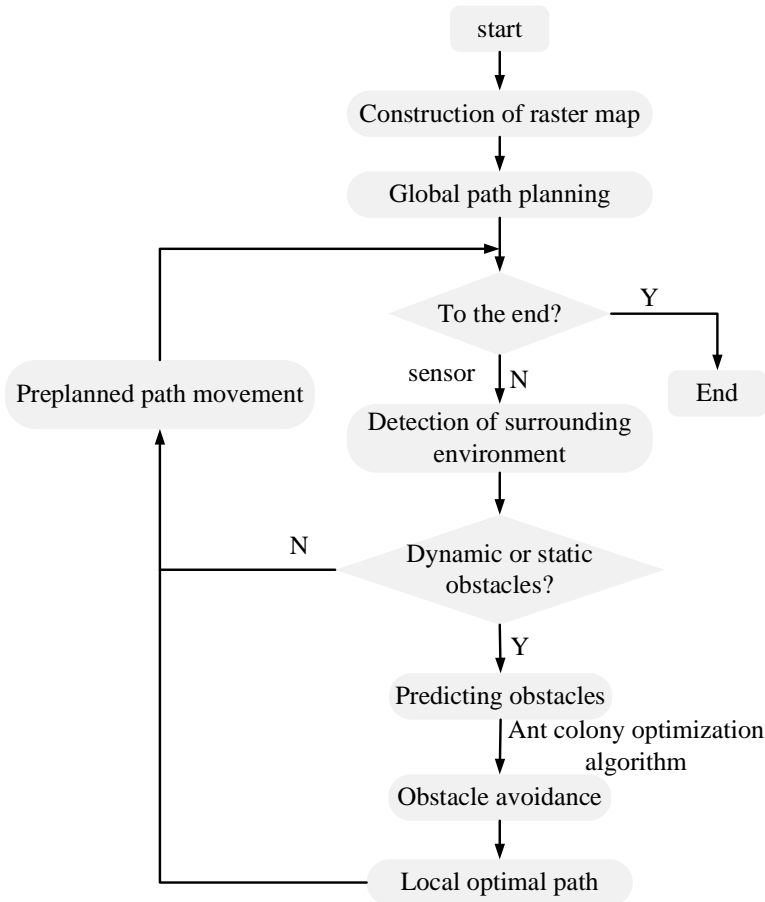 start
Construction of raster map
Global path planning
To the end?
Y
sensor
N
End
Preplanned path movement
Detection of surrounding
environment
N
Dynamic or static
obstacles?
Y
Predicting obstacles
Ant colony optimization
algorithm
Obstacle avoidance
Local optimal path